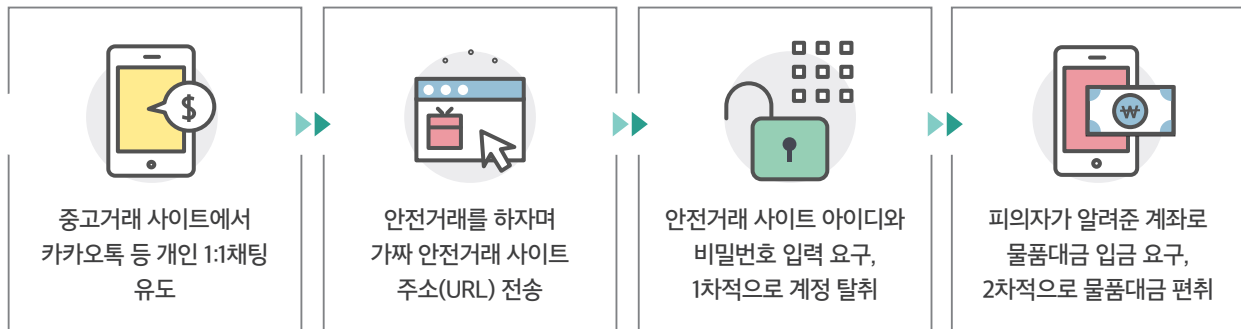 $
₩
중고거래 사이트에서
카카오톡 등 개인 1:1채팅
유도
안전거래를 하자며
가짜 안전거래 사이트
주소(URL) 전송
안전거래 사이트 아이디와
비밀번호 입력 요구,
1차적으로 계정 탈취
피의자가 알려준 계좌로
물품대금 입금 요구,
2차적으로 물품대금 편취